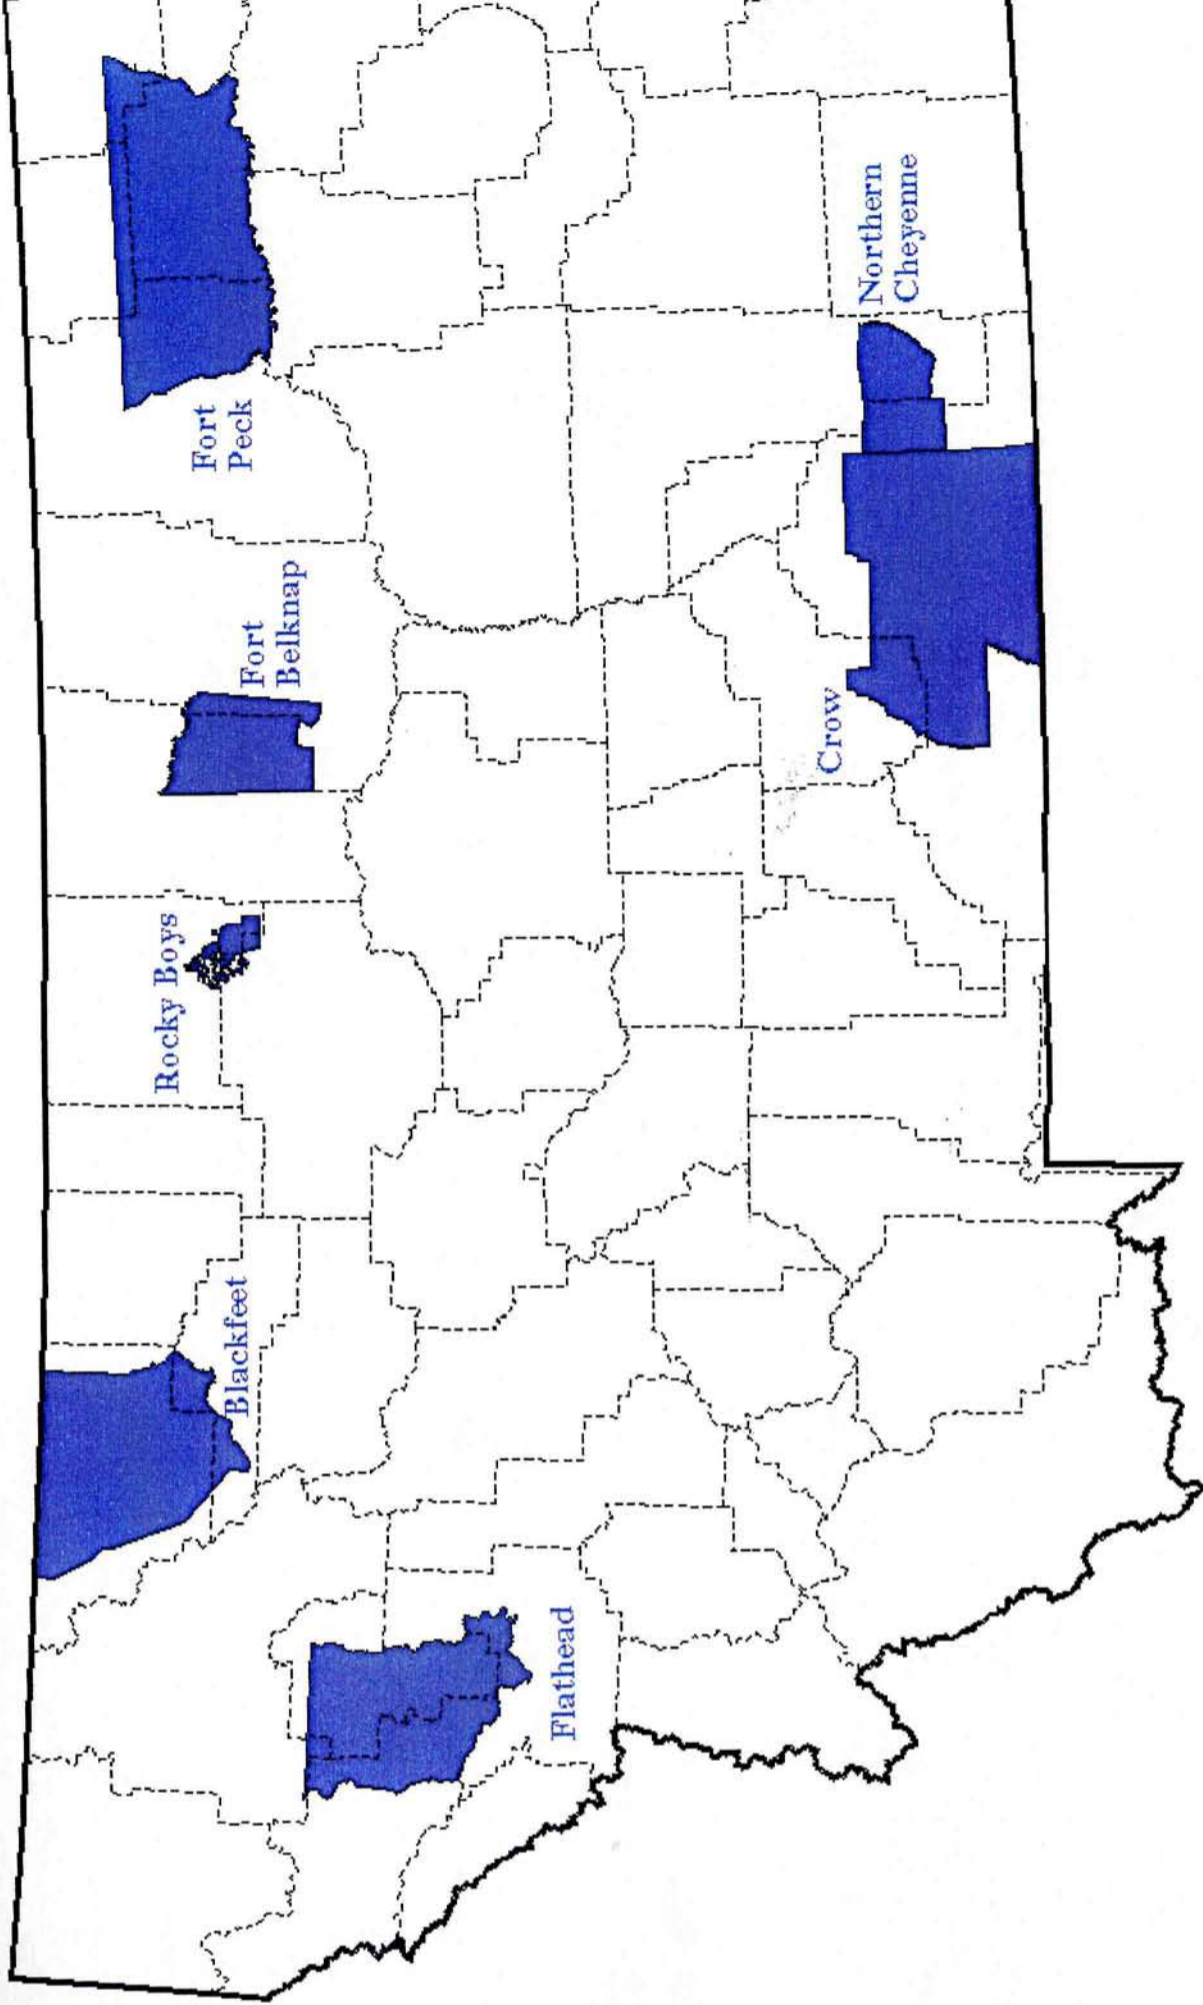 Flathead
Blackfeet
Rocky Boys
Fort
Belknap
Fort
Peck
Crow
Northern
Cheyenne